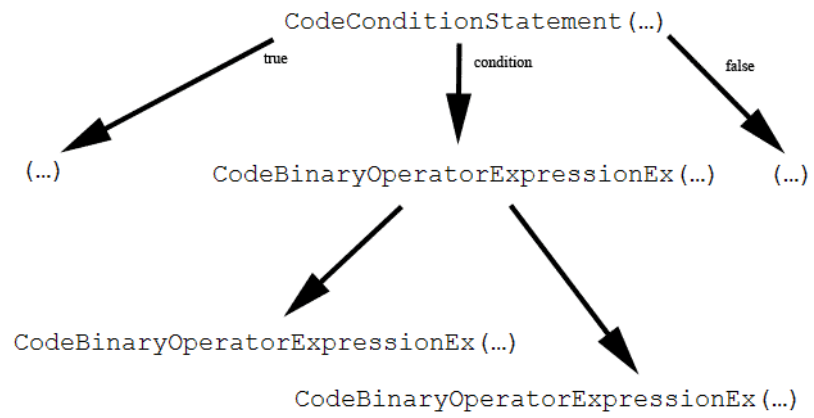 CodeConditionStatement(…)
true
condition
false
(…)
CodeBinaryOperatorExpressionEx(…)
(…)
CodeBinaryOperatorExpressionEx(…)
CodeBinaryOperatorExpressionEx(…)